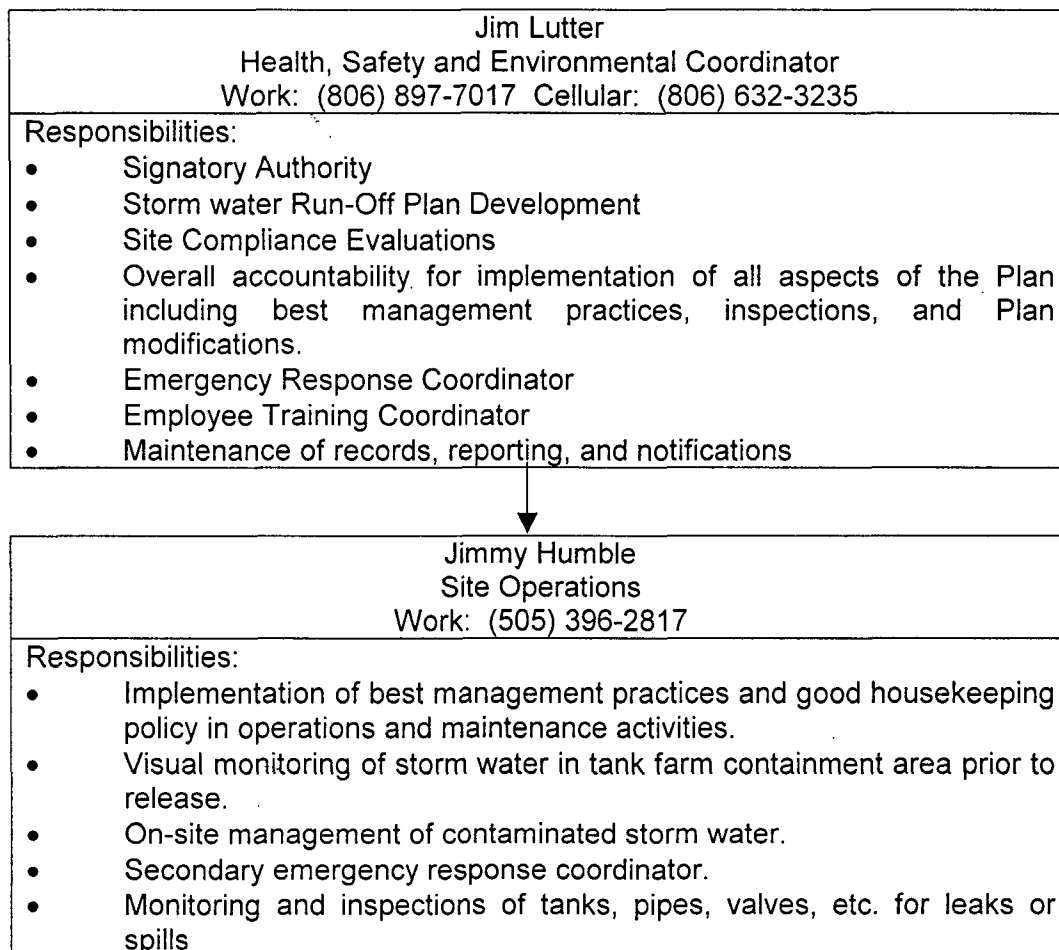 Jim Lutter
Health, Safety and Environmental Coordinator
Work: (806) 897-7017 Cellular: (806) 632-3235
Responsibilities:
• Signatory Authority
• Storm water Run-Off Plan Development
• Site Compliance Evaluations
• Overall accountability for implementation of all aspects of the Plan
including best management practices, inspections, and Plan
modifications.
• Emergency Response Coordinator
• Employee Training Coordinator
• Maintenance of records, reporting, and notifications
Jimmy Humble
Site Operations
Work: (505) 396-2817
Responsibilities:
• Implementation of best management practices and good housekeeping
policy in operations and maintenance activities.
• Visual monitoring of storm water in tank farm containment area prior to
release.
• On-site management of contaminated storm water.
• Secondary emergency response coordinator.
• Monitoring and inspections of tanks, pipes, valves, etc. for leaks or
spills